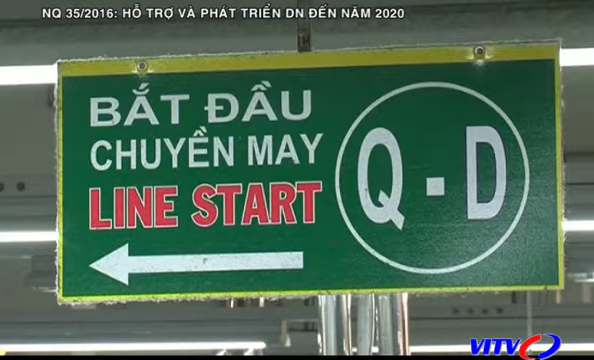 NQ 35/2016: HỖ TRỢ VÀ PHÁT TRIỂN DN ĐẾN NĂM 2020
BẮT ĐẦU
CHUYỀN MAY
LINE START
Q - D
VITV